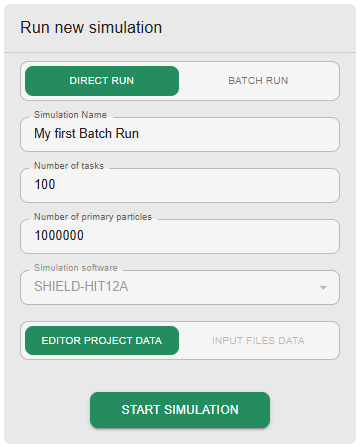 Run new simulation
DIRECT RUN BATCH RUN
Simulation Name
My first Batch Run
Number of tasks
100
Number of primary particles
1000000
Simulation software
SHIELD-HIT12A
EDITOR PROJECT DATA INPUT FILES DATA
START SIMULATION